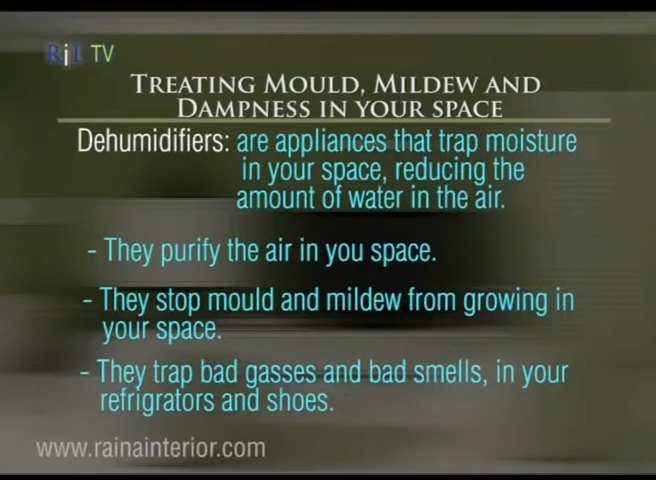 RiL TV
TREATING MOULD, MILDEW AND
DAMPNESS IN YOUR SPACE
Dehumidifiers: are appliances that trap moisture
in your space, reducing the
amount of water in the air.
- They purify the air in you space.
- They stop mould and mildew from growing in
your space.
- They trap bad gasses and bad smells, in your
refrigrators and shoes.
www.rainainterior.com